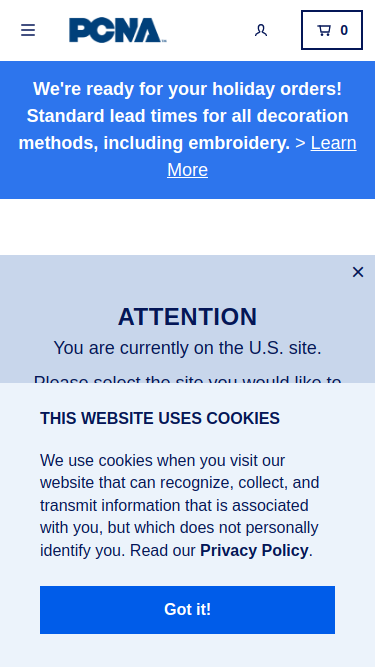 PCNA
0
We're ready for your holiday orders!
Standard lead times for all decoration
methods, including embroidery. > Learn
More
×
ATTENTION
You are currently on the U.S. site.
Please select the site you would like to
THIS WEBSITE USES COOKIES
We use cookies when you visit our
website that can recognize, collect, and
transmit information that is associated
with you, but which does not personally
identify you. Read our Privacy Policy.
Got it!